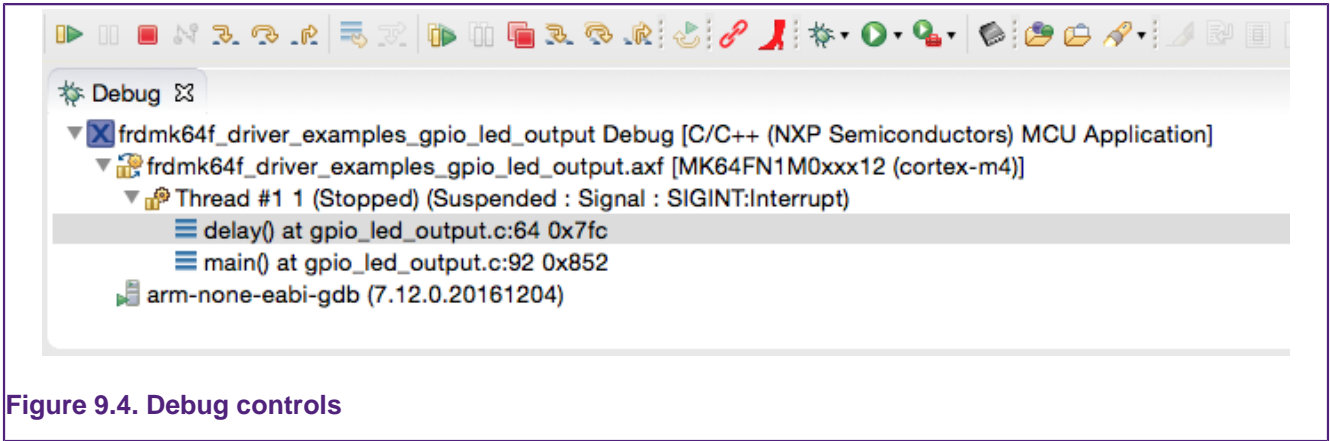 Debug
frdmk64f_driver_examples_gpio_led_output Debug [C/C++ (NXP Semiconductors) MCU Application]
frdmk64f_driver_examples_gpio_led_output.axf [MK64FN1M0xxx12 (cortex-m4)]
Thread #1 1 (Stopped) (Suspended : Signal : SIGINT:Interrupt)
delay() at gpio_led_output.c:64 0x7fc
main() at gpio_led_output.c:92 0x852
arm-none-eabi-gdb (7.12.0.20161204)
Figure 9.4. Debug controls